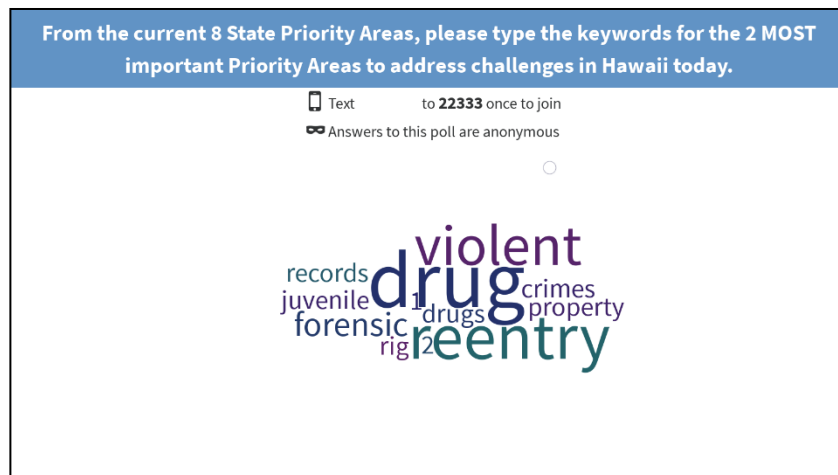 From the current 8 State Priority Areas, please type the keywords for the 2 MOST
important Priority Areas to address challenges in Hawaii today.
Text to 22333 once to join
Answers to this poll are anonymous
violent
records drug crimes
juvenile 1 drugs property
forensic reentry
rig 2